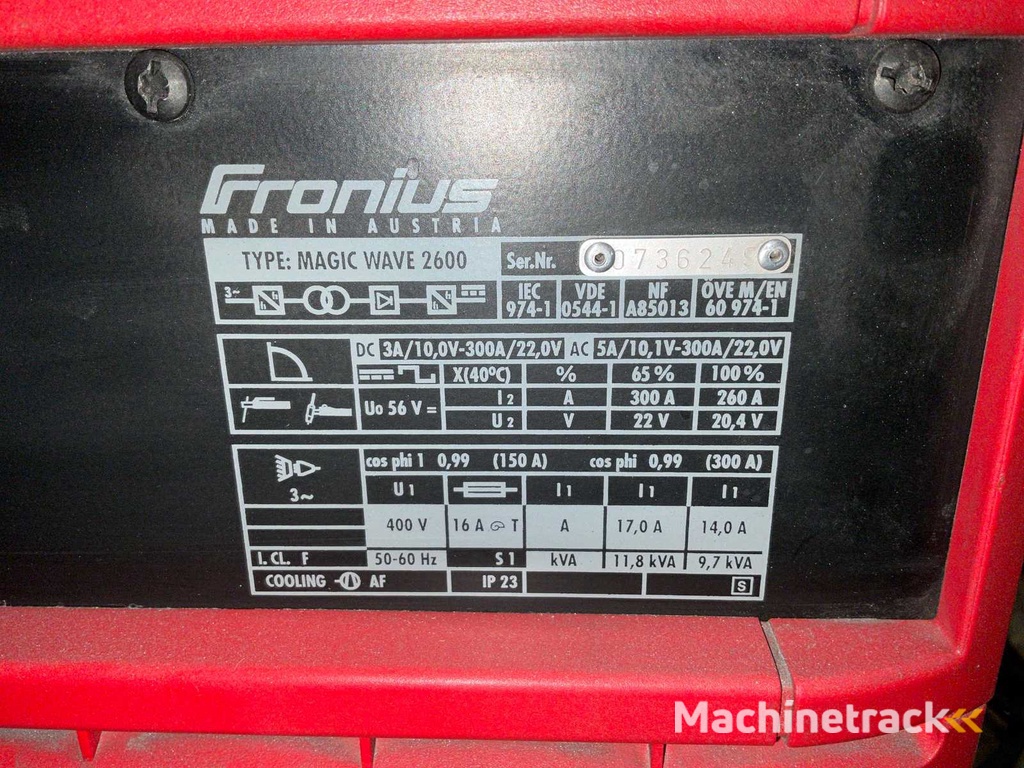 Fronius
MADE IN AUSTRIA
TYPE: MAGIC WAVE 2600 Ser.Nr.
3~ IEC 974-1 VDE 0544-1 NF A85013 ÖVE M/EN 60 974-1
DC 3A/10,0V-300A/22,0V AC 5A/10,1V-300A/22,0V
X(40°C) % 65% 100%
I2 A 300 A 260 A
Uo 56 V =
U2 V 22 V 20,4 V
cos phi 1 0,99 (150 A) cos phi 0,99 (300 A)
3~ U1 I1 I1 I1
400 V 16 A T A 17,0 A 14,0 A
I. CL. F 50-60 Hz S1 kVA 11,8 kVA 9,7 kVA
COOLING AF IP 23 S
Machinetrack